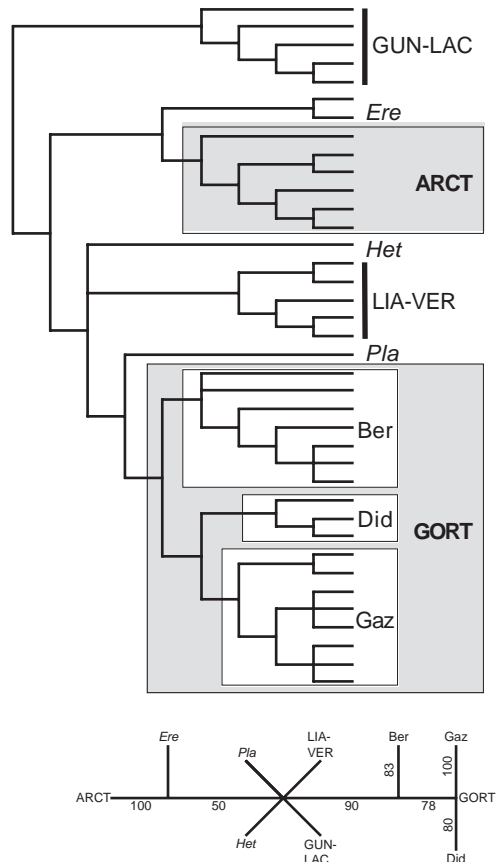 GUN-LAC
Ere
ARCT
Het
LIA-VER
Pla
Ber
Did
GORT
Gaz
Ere
Pla
LIA-
VER
Ber
Gaz
83
100
ARCT
GORT
100
50
90
78
80
Het
GUN-
LAC
Did